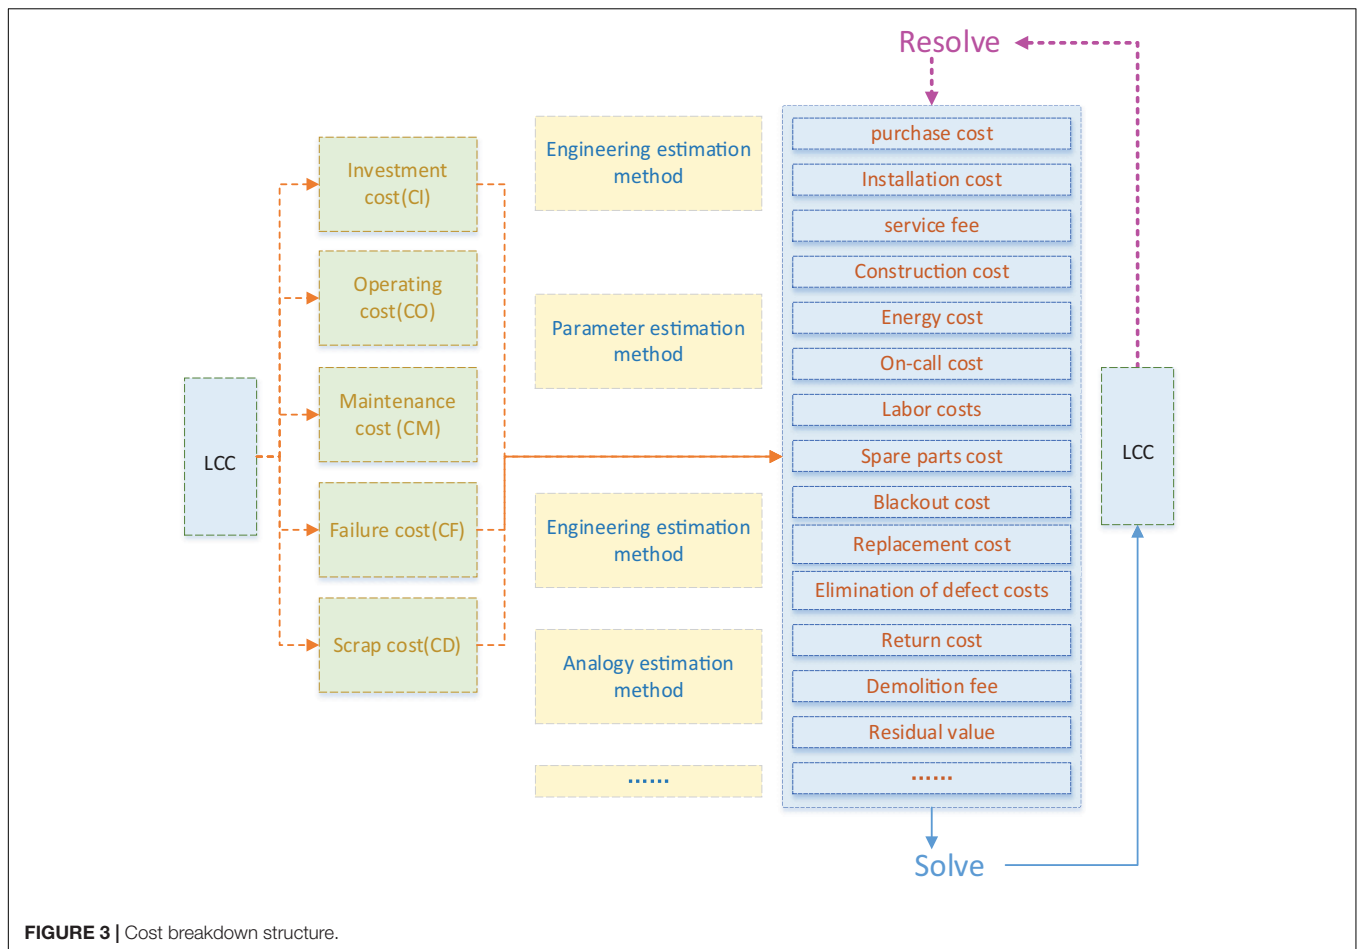 Resolve
purchase cost
Installation cost
service fee
Construction cost
Energy cost
On-call cost
Labor costs
Spare parts cost
Blackout cost
Replacement cost
Elimination of defect costs
Return cost
Demolition fee
Residual value
......
Solve
LCC
Engineering estimation
method
Parameter estimation
method
Engineering estimation
method
Analogy estimation
method
......
Investment
cost(CI)
Operating
cost(CO)
Maintenance
cost (CM)
Failure cost(CF)
Scrap cost(CD)
LCC
FIGURE 3 | Cost breakdown structure.